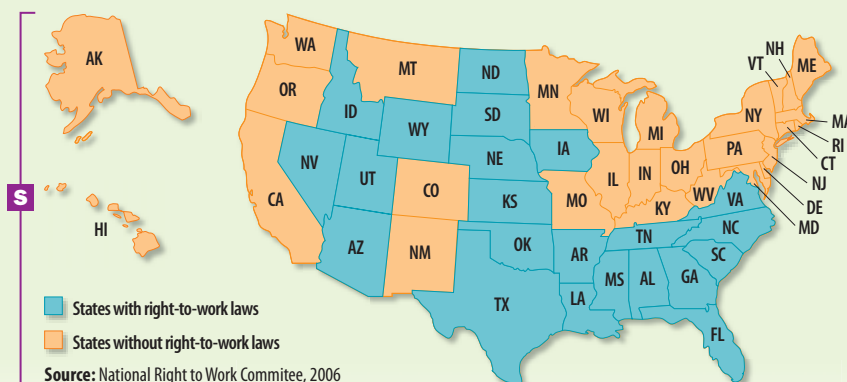 AK
WA
OR
CA
HI
ID
NV
MT
WY
UT
AZ
CO
NM
ND
SD
NE
KS
OK
TX
MN
IA
MO
AR
LA
WI
IL
MI
IN
OH
KY
TN
MS
AL
GA
FL
SC
NC
VA
WV
PA
NY
VT
NH
ME
MA
RI
CT
NJ
DE
MD
S
States with right-to-work laws
States without right-to-work laws
Source: National Right to Work Commitee, 2006